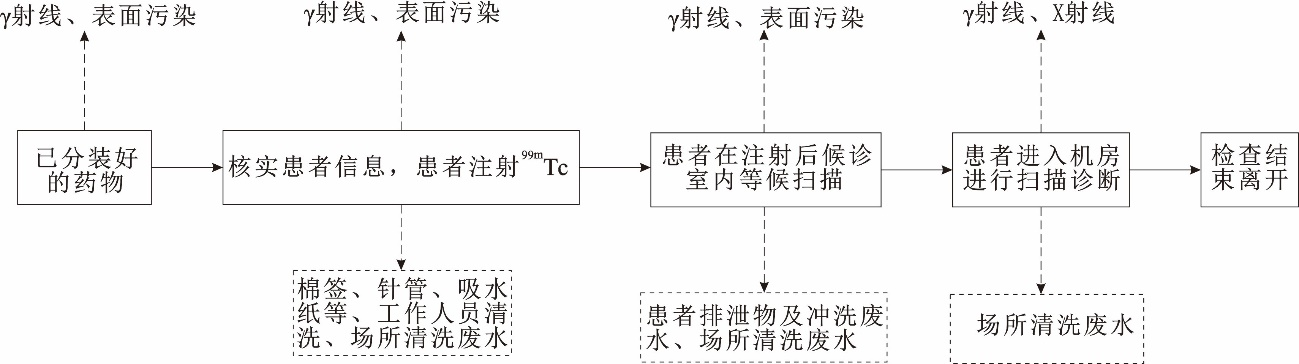 γ射线、表面污染
γ射线、表面污染
γ射线、表面污染
γ射线、X射线
已分装好
的药物
核实患者信息，患者注射⁹⁹ᵐTc
患者在注射后候诊
室内等候扫描
患者进入机房
进行扫描诊断
检查结
束离开
棉签、针管、吸水
纸等、工作人员清
洗、场所清洗废水
患者排泄物及冲洗废
水、场所清洗废水
场所清洗废水